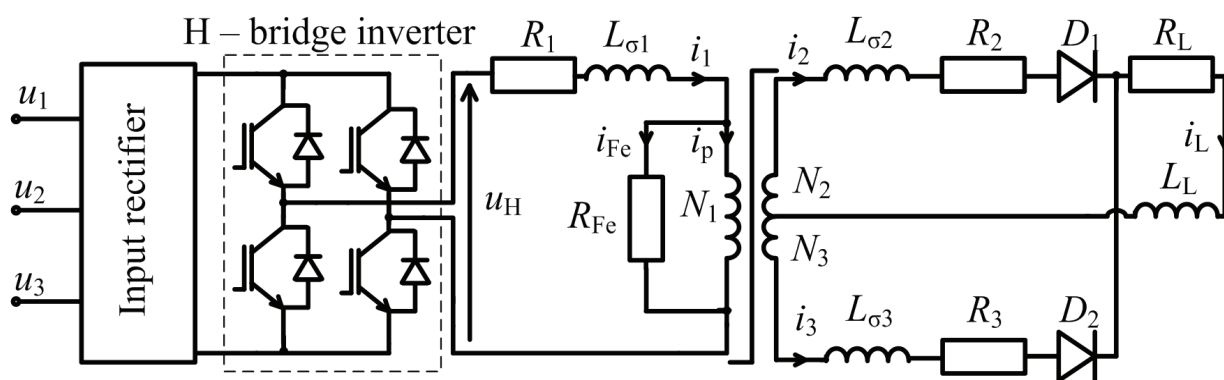 H – bridge inverter
Input rectifier
u1
u2
u3
uH
R1
Lσ1
i1
iFe
ip
RFe
N1
N2
N3
i2
Lσ2
R2
D1
RL
iL
LL
i3
Lσ3
R3
D2